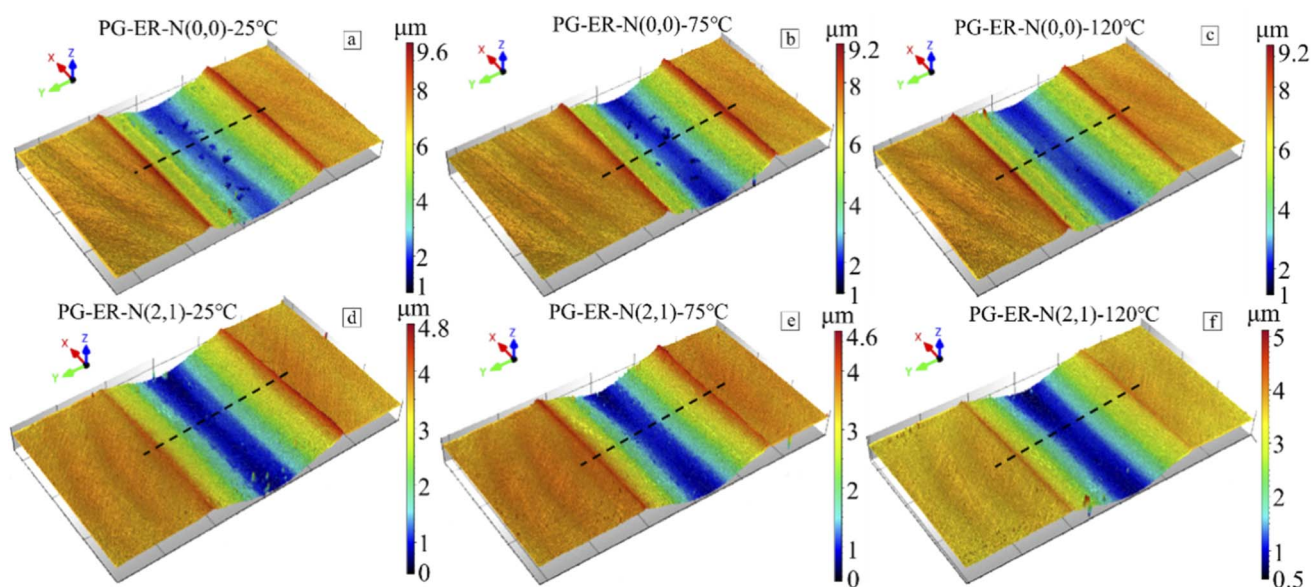 PG-ER-N(0,0)-25℃
a
μm
9.6
8
6
4
2
1
X
Y
Z
PG-ER-N(0,0)-75℃
b
μm
9.2
8
6
4
2
1
X
Y
Z
PG-ER-N(0,0)-120℃
c
μm
9.2
8
6
4
2
1
X
Y
Z
PG-ER-N(2,1)-25℃
d
μm
4.8
4
3
2
1
0
X
Y
Z
PG-ER-N(2,1)-75℃
e
μm
4.6
4
3
2
1
0
X
Y
Z
PG-ER-N(2,1)-120℃
f
μm
5
4
3
2
1
0.5
X
Y
Z